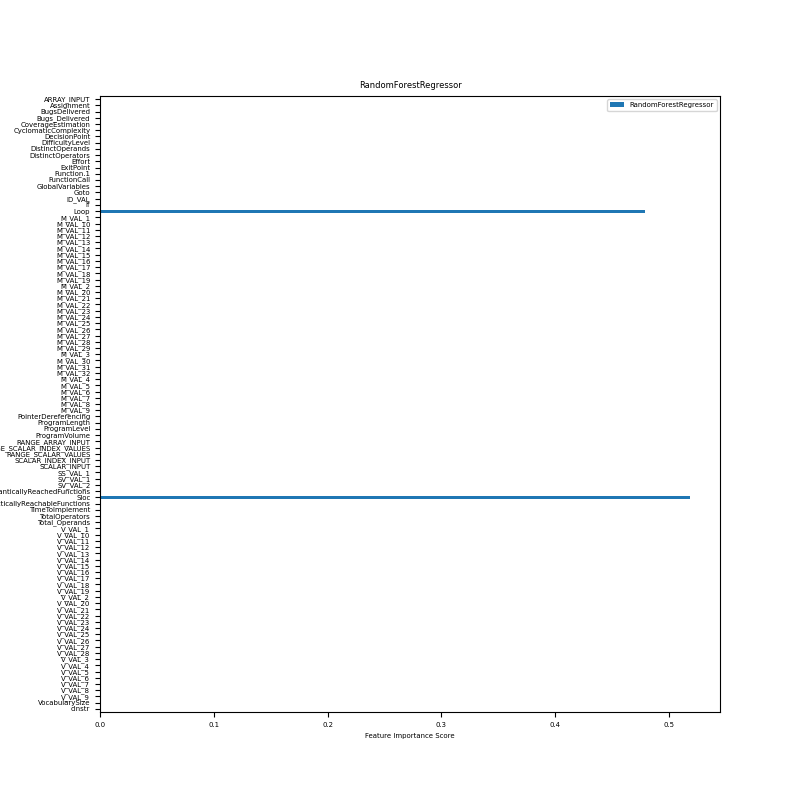 RandomForestRegressor
RandomForestRegressor
ARRAY_INPUT
Assignment
BugsDelivered
Bugs_Delivered
CoverageEstimation
CyclomaticComplexity
DecisionPoint
DifficultyLevel
DistinctOperands
DistinctOperators
Effort
ExitPoint
Function.1
FunctionCall
GlobalVariables
Goto
ID_VAL
If
Loop
M_VAL_1
M_VAL_10
M_VAL_11
M_VAL_12
M_VAL_13
M_VAL_14
M_VAL_15
M_VAL_16
M_VAL_17
M_VAL_18
M_VAL_19
M_VAL_2
M_VAL_20
M_VAL_21
M_VAL_22
M_VAL_23
M_VAL_24
M_VAL_25
M_VAL_26
M_VAL_27
M_VAL_28
M_VAL_29
M_VAL_3
M_VAL_30
M_VAL_31
M_VAL_32
M_VAL_4
M_VAL_5
M_VAL_6
M_VAL_7
M_VAL_8
M_VAL_9
PointerDereferencing
ProgramLength
ProgramLevel
ProgramVolume
RANGE_ARRAY_INPUT
E_SCALAR_INDEX_VALUES
RANGE_SCALAR_VALUES
SCALAR_INDEX_INPUT
SCALAR_INPUT
SS_VAL_1
SV_VAL_1
SV_VAL_2
anticallyReachedFunctions
Sloc
ticallyReachableFunctions
TimeToImplement
TotalOperators
Total_Operands
V_VAL_1
V_VAL_10
V_VAL_11
V_VAL_12
V_VAL_13
V_VAL_14
V_VAL_15
V_VAL_16
V_VAL_17
V_VAL_18
V_VAL_19
V_VAL_2
V_VAL_20
V_VAL_21
V_VAL_22
V_VAL_23
V_VAL_24
V_VAL_25
V_VAL_26
V_VAL_27
V_VAL_28
V_VAL_3
V_VAL_4
V_VAL_5
V_VAL_6
V_VAL_7
V_VAL_8
V_VAL_9
VocabularySize
cinstr
0.0 0.1 0.2 0.3 0.4 0.5
Feature Importance Score